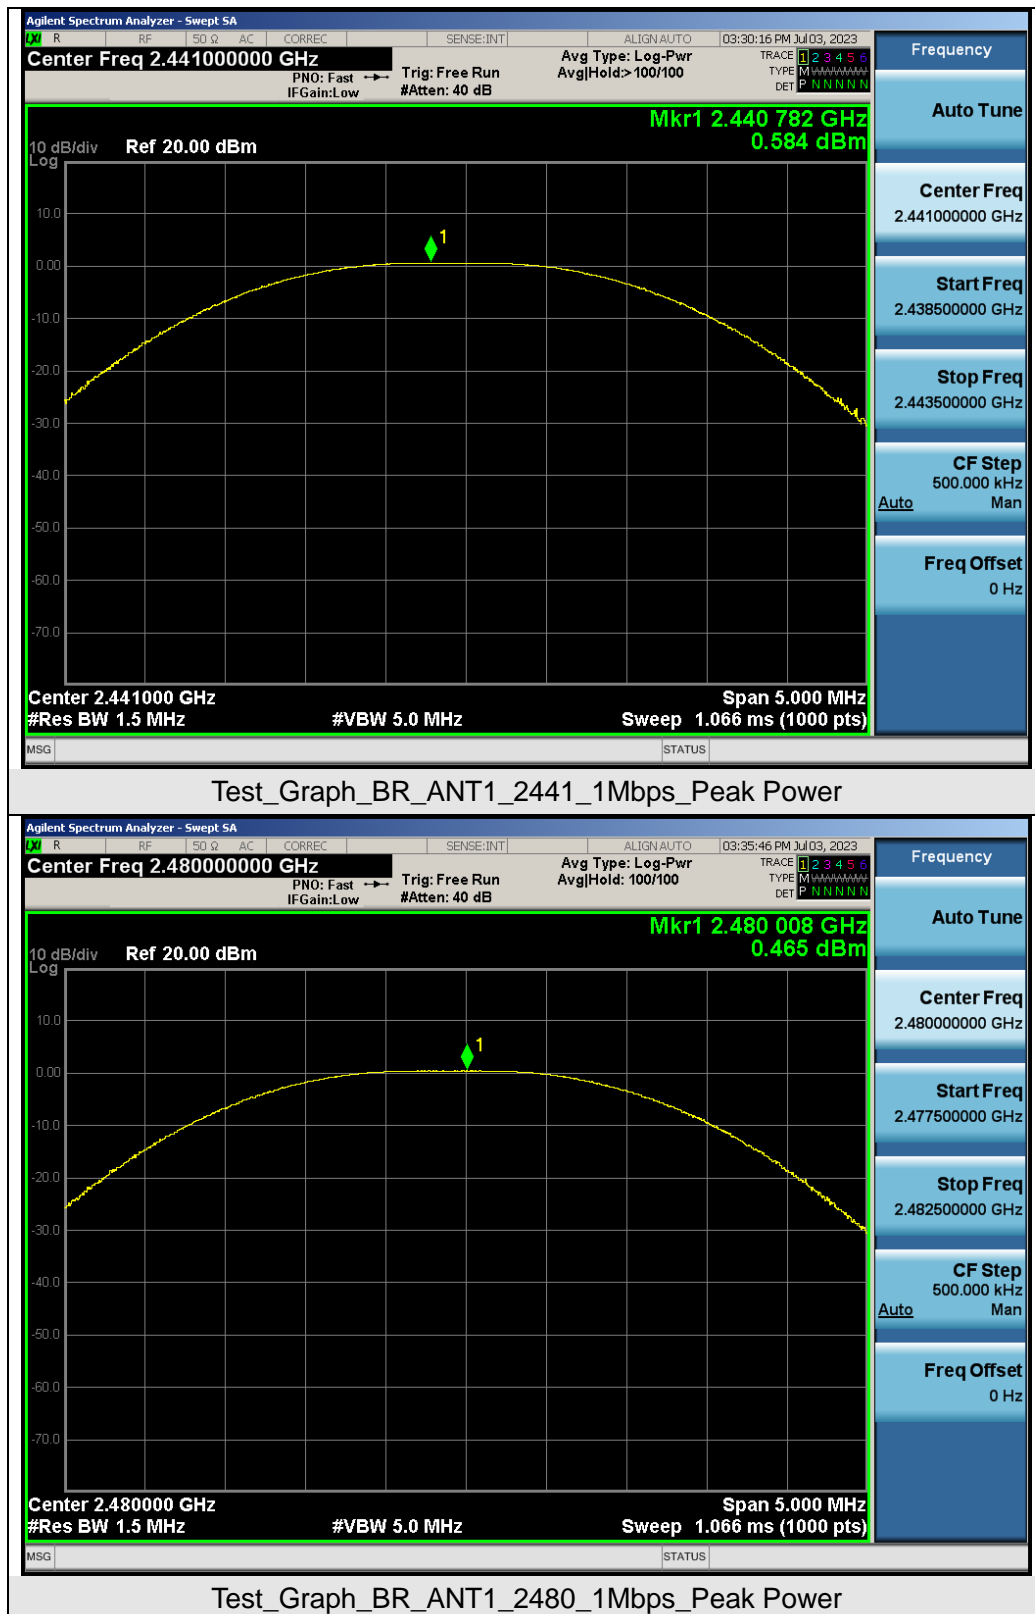 Agilent Spectrum Analyzer - Swept SA
LXI R RF 50 Ω AC CORREC SENSE:INT ALIGN AUTO 03:30:16 PM Jul 03, 2023
Center Freq 2.441000000 GHz
PNO: Fast
IFGain:Low
Trig: Free Run
#Atten: 40 dB
Avg Type: Log-Pwr
Avg|Hold:>100/100
TRACE 1 2 3 4 5 6
TYPE M WWWWW
DET P N N N N N
Mkr1 2.440 782 GHz
0.584 dBm
10 dB/div Ref 20.00 dBm
Log
1
10.0
0.00
-10.0
-20.0
-30.0
-40.0
-50.0
-60.0
-70.0
Center 2.441000 GHz Span 5.000 MHz
#Res BW 1.5 MHz #VBW 5.0 MHz Sweep 1.066 ms (1000 pts)
MSG STATUS
Frequency
Auto Tune
Center Freq
2.441000000 GHz
Start Freq
2.438500000 GHz
Stop Freq
2.443500000 GHz
CF Step
500.000 kHz
Auto Man
Freq Offset
0 Hz
Test_Graph_BR_ANT1_2441_1Mbps_Peak Power
Agilent Spectrum Analyzer - Swept SA
LXI R RF 50 Ω AC CORREC SENSE:INT ALIGN AUTO 03:35:46 PM Jul 03, 2023
Center Freq 2.480000000 GHz
PNO: Fast
IFGain:Low
Trig: Free Run
#Atten: 40 dB
Avg Type: Log-Pwr
Avg|Hold: 100/100
TRACE 1 2 3 4 5 6
TYPE M WWWWW
DET P N N N N N
Mkr1 2.480 008 GHz
0.465 dBm
10 dB/div Ref 20.00 dBm
Log
1
10.0
0.00
-10.0
-20.0
-30.0
-40.0
-50.0
-60.0
-70.0
Center 2.480000 GHz Span 5.000 MHz
#Res BW 1.5 MHz #VBW 5.0 MHz Sweep 1.066 ms (1000 pts)
MSG STATUS
Frequency
Auto Tune
Center Freq
2.480000000 GHz
Start Freq
2.477500000 GHz
Stop Freq
2.482500000 GHz
CF Step
500.000 kHz
Auto Man
Freq Offset
0 Hz
Test_Graph_BR_ANT1_2480_1Mbps_Peak Power